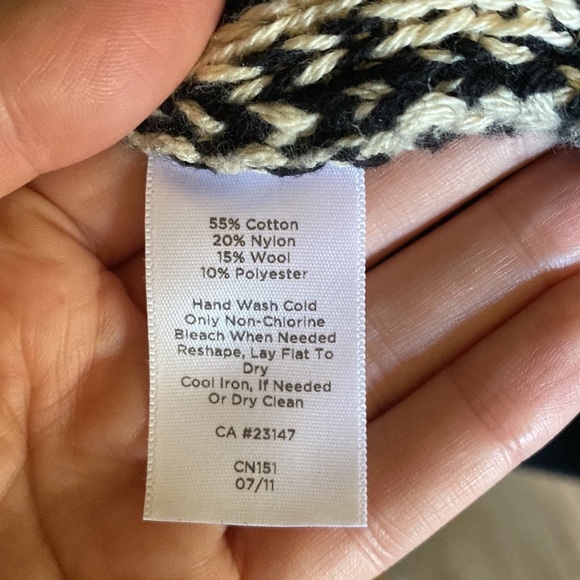 55% Cotton
20% Nylon
15% Wool
10% Polyester
Hand Wash Cold
Only Non-Chlorine
Bleach When Needed
Reshape, Lay Flat To
Dry
Cool Iron, If Needed
Or Dry Clean
CA #23147
CN151
07/11